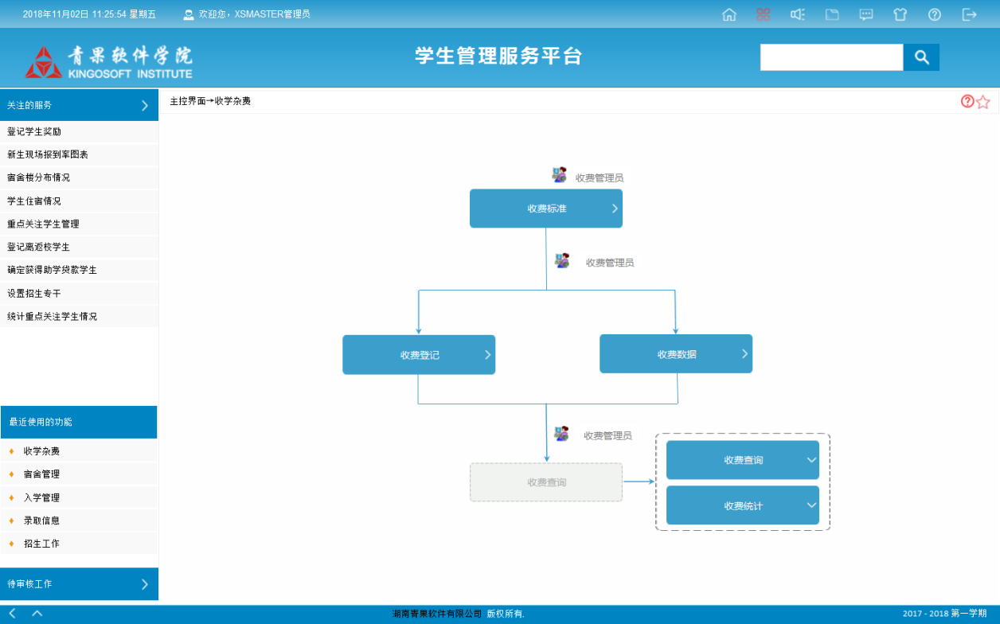 2018年11月02日 11:25:54 星期五
欢迎您，XSMASTER管理员
青果软件学院
KINGOSOFT INSTITUTE
学生管理服务平台
关注的服务
登记学生奖励
新生现场报到率图表
宿舍楼分布情况
学生住宿情况
重点关注学生管理
登记离返校学生
确定获得助学贷款学生
设置招生专干
统计重点关注学生情况
最近使用的功能
收学杂费
宿舍管理
入学管理
录取信息
招生工作
待审核工作
主控界面→收学杂费
收费管理员
收费标准
收费管理员
收费登记
收费数据
收费管理员
收费查询
收费查询
收费统计
湖南青果软件有限公司 版权所有.
2017 - 2018 第一学期